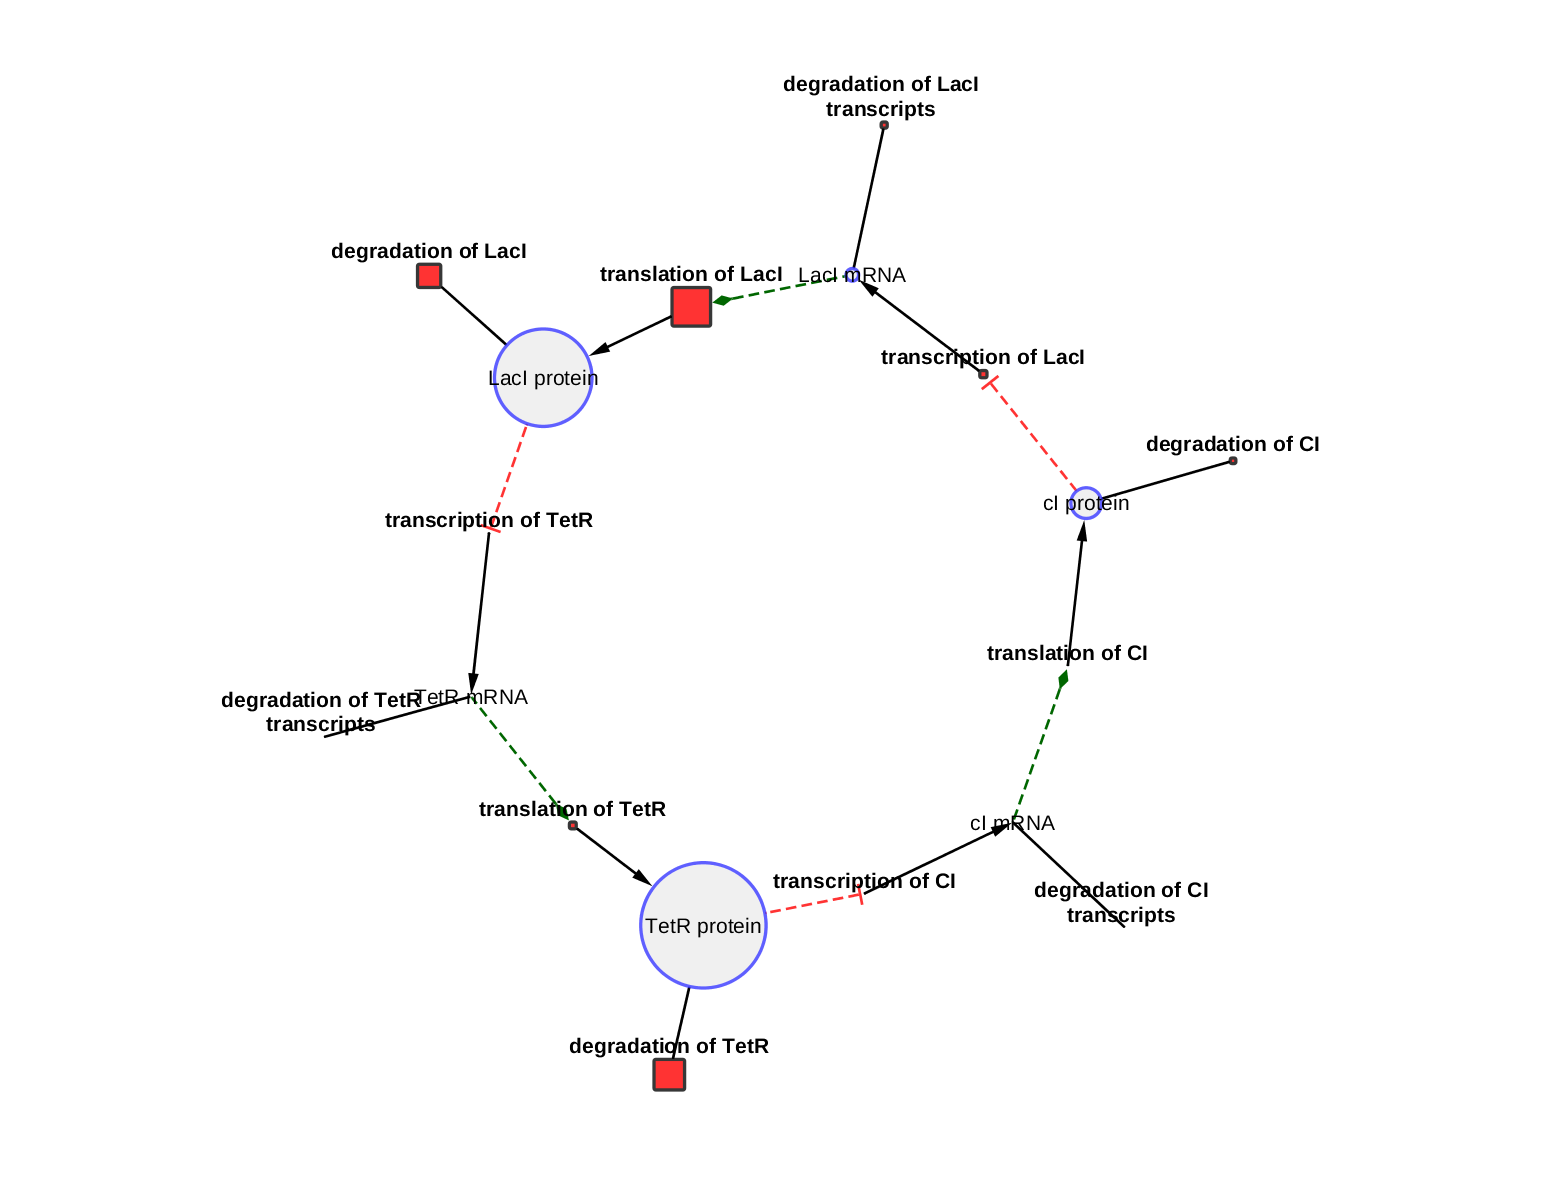 degradation of LacI
transcripts
degradation of LacI
translation of LacI
LacI mRNA
transcription of LacI
LacI protein
degradation of CI
cI protein
transcription of TetR
translation of CI
degradation of TetR
transcripts
TetR mRNA
translation of TetR
cI mRNA
transcription of CI
degradation of CI
transcripts
TetR protein
degradation of TetR